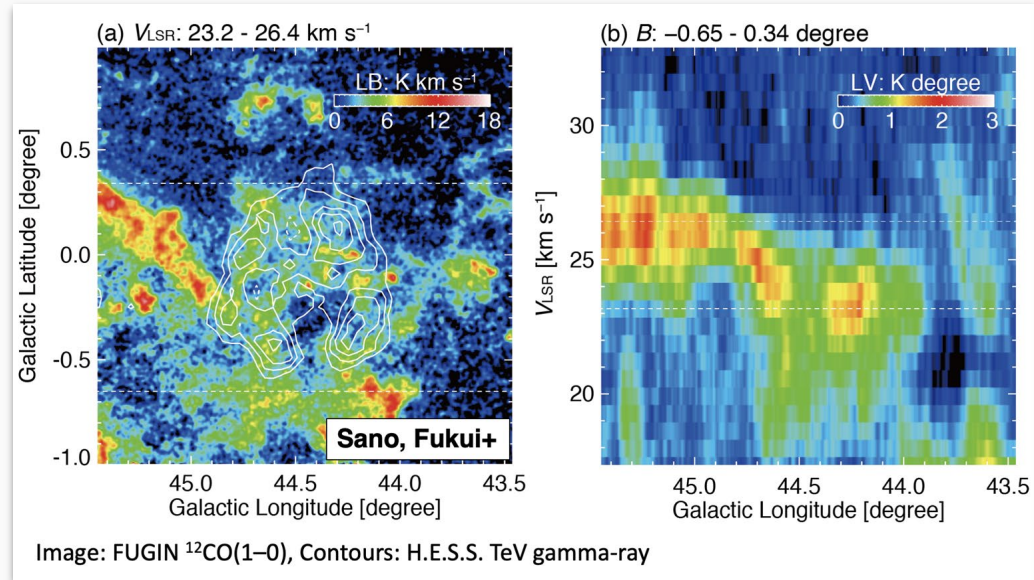 (a) VLSR: 23.2 - 26.4 km s⁻¹
(b) B: –0.65 - 0.34 degree
LB: K km s⁻¹
0 6 12 18
LV: K degree
0 1 2 3
Galactic Latitude [degree]
0.5
0.0
-0.5
-1.0
45.0 44.5 44.0 43.5
Galactic Longitude [degree]
Sano, Fukui+
VLSR [km s⁻¹]
30
25
20
45.0 44.5 44.0 43.5
Galactic Longitude [degree]
Image: FUGIN ¹²CO(1–0), Contours: H.E.S.S. TeV gamma-ray